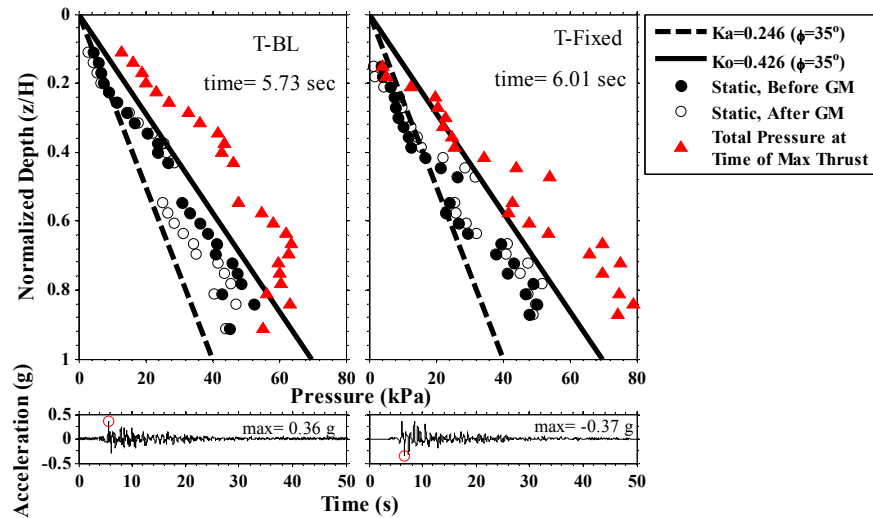 T-BL
time= 5.73 sec
T-Fixed
time= 6.01 sec
Ka=0.246 (ϕ=35°)
Ko=0.426 (ϕ=35°)
Static, Before GM
Static, After GM
Total Pressure at
Time of Max Thrust
Normalized Depth (z/H)
0
0.2
0.4
0.6
0.8
1
0 20 40 60 80
0 20 40 60 80
Pressure (kPa)
Acceleration (g)
0.5
0
-0.5
max= 0.36 g
max= -0.37 g
0 10 20 30 40 50
0 10 20 30 40 50
Time (s)